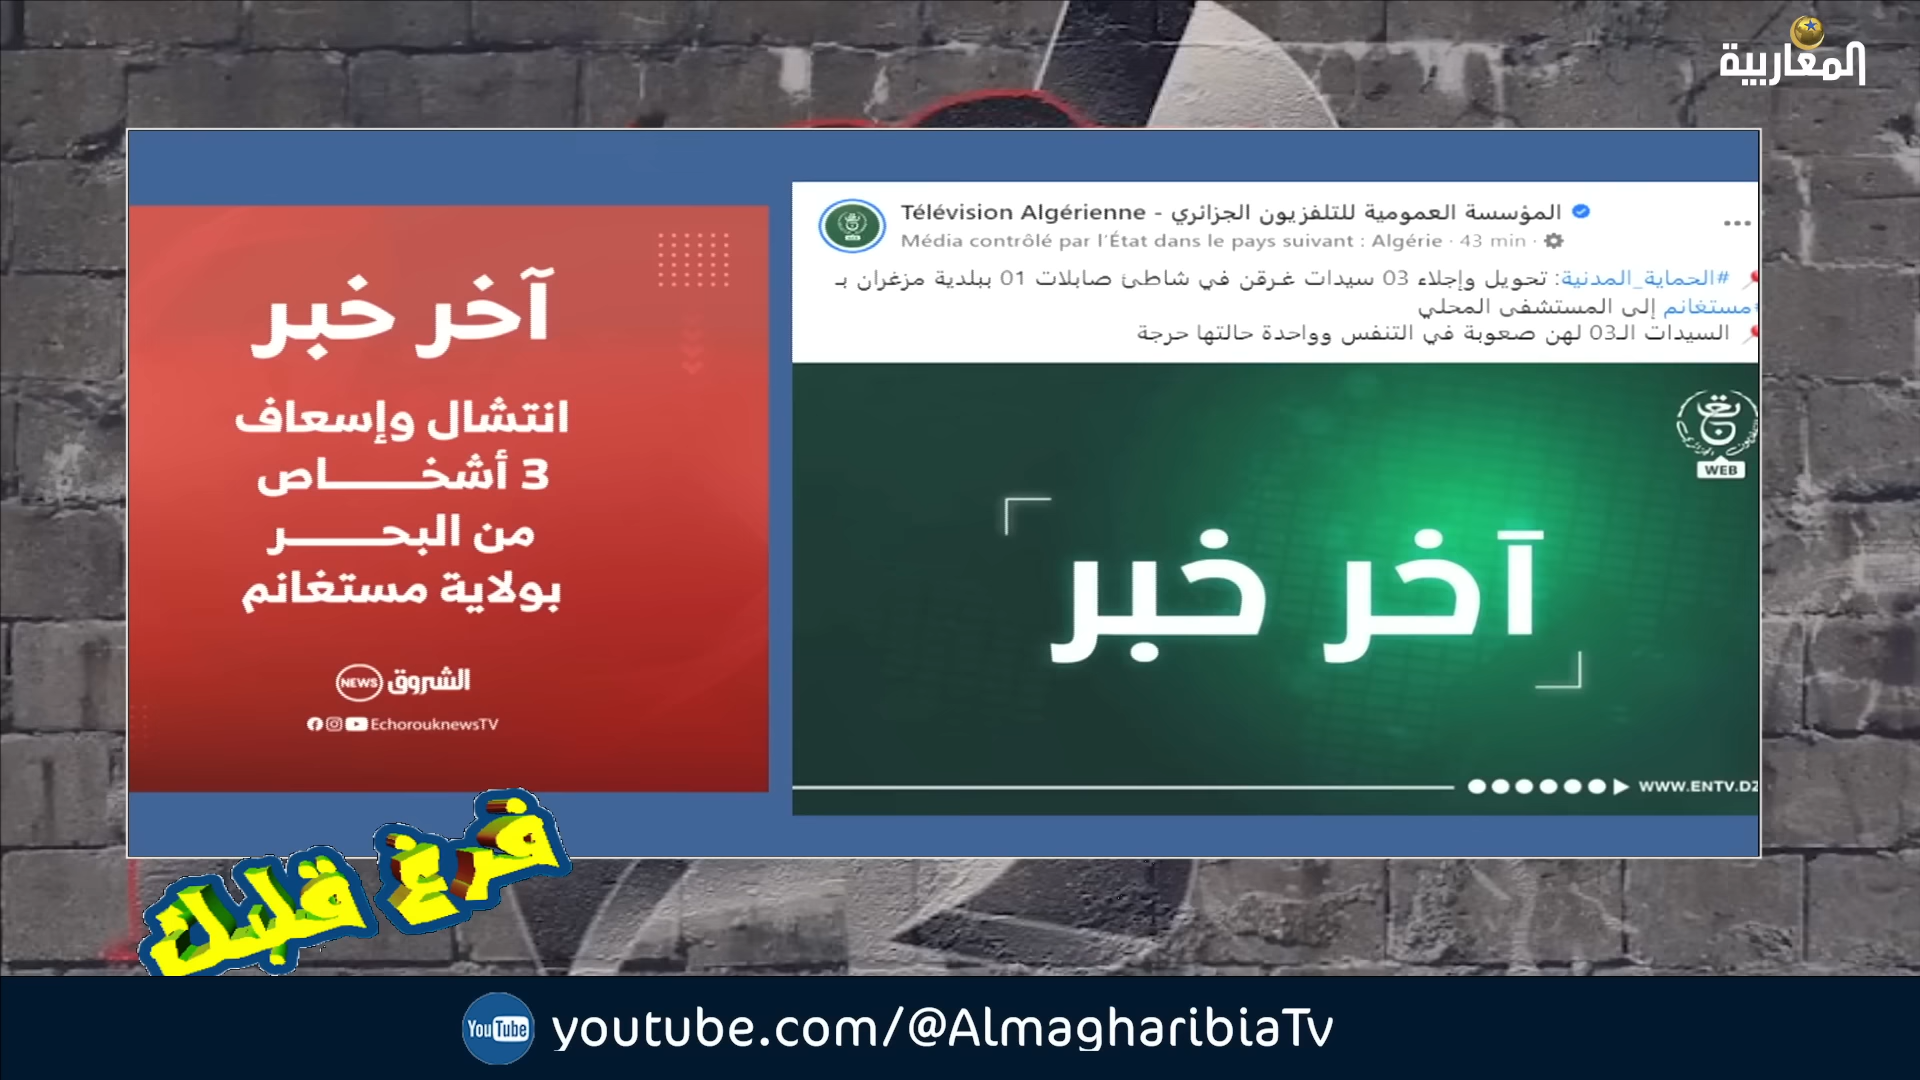 المغاربية
آخر خبر
انتشال وإسعاف
3 أشخاص
من البحر
بولاية مستغانم
الشروق NEWS
EchorouknewsTV
Télévision Algérienne - المؤسسة العمومية للتلفزيون الجزائري
Média contrôlé par l'État dans le pays suivant : Algérie · 43 min ·
#الحماية_المدنية: تحويل وإجلاء 03 سيدات غرقن في شاطئ صابلات 01 ببلدية مزغران بـ
#مستغانم إلى المستشفى المحلي
السيدات الـ03 لهن صعوبة في التنفس وواحدة حالتها حرجة
WEB
آخر خبر
WWW.ENTV.DZ
فرغ قلبك
YouTube youtube.com/@AlmagharibiaTv